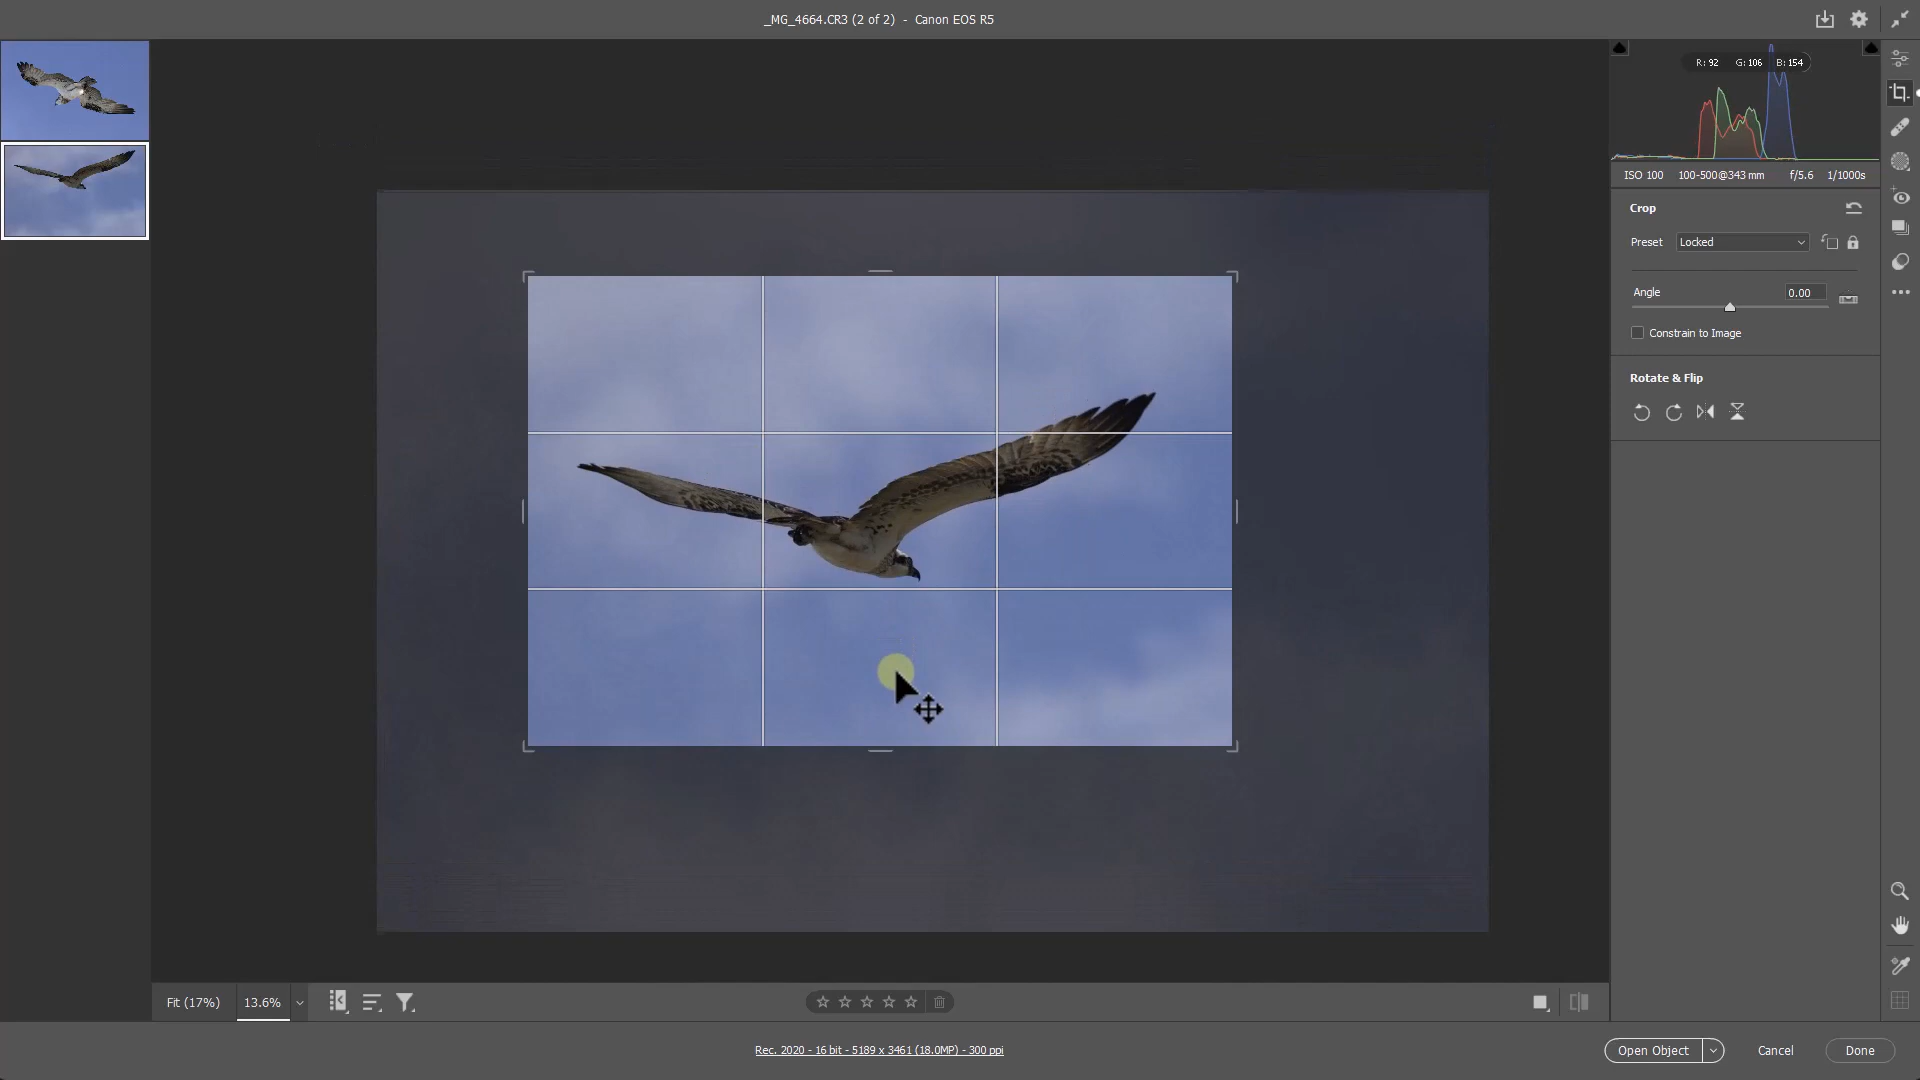 _MG_4664.CR3 (2 of 2) - Canon EOS R5
R: 92 G: 106 B: 154
ISO 100 100-500@343 mm f/5.6 1/1000s
Crop
Preset Locked
Angle 0.00
Constrain to Image
Rotate & Flip
Fit (17%) 13.6%
Rec. 2020 - 16 bit - 5189 x 3461 (18.0MP) - 300 ppi
Open Object Cancel Done